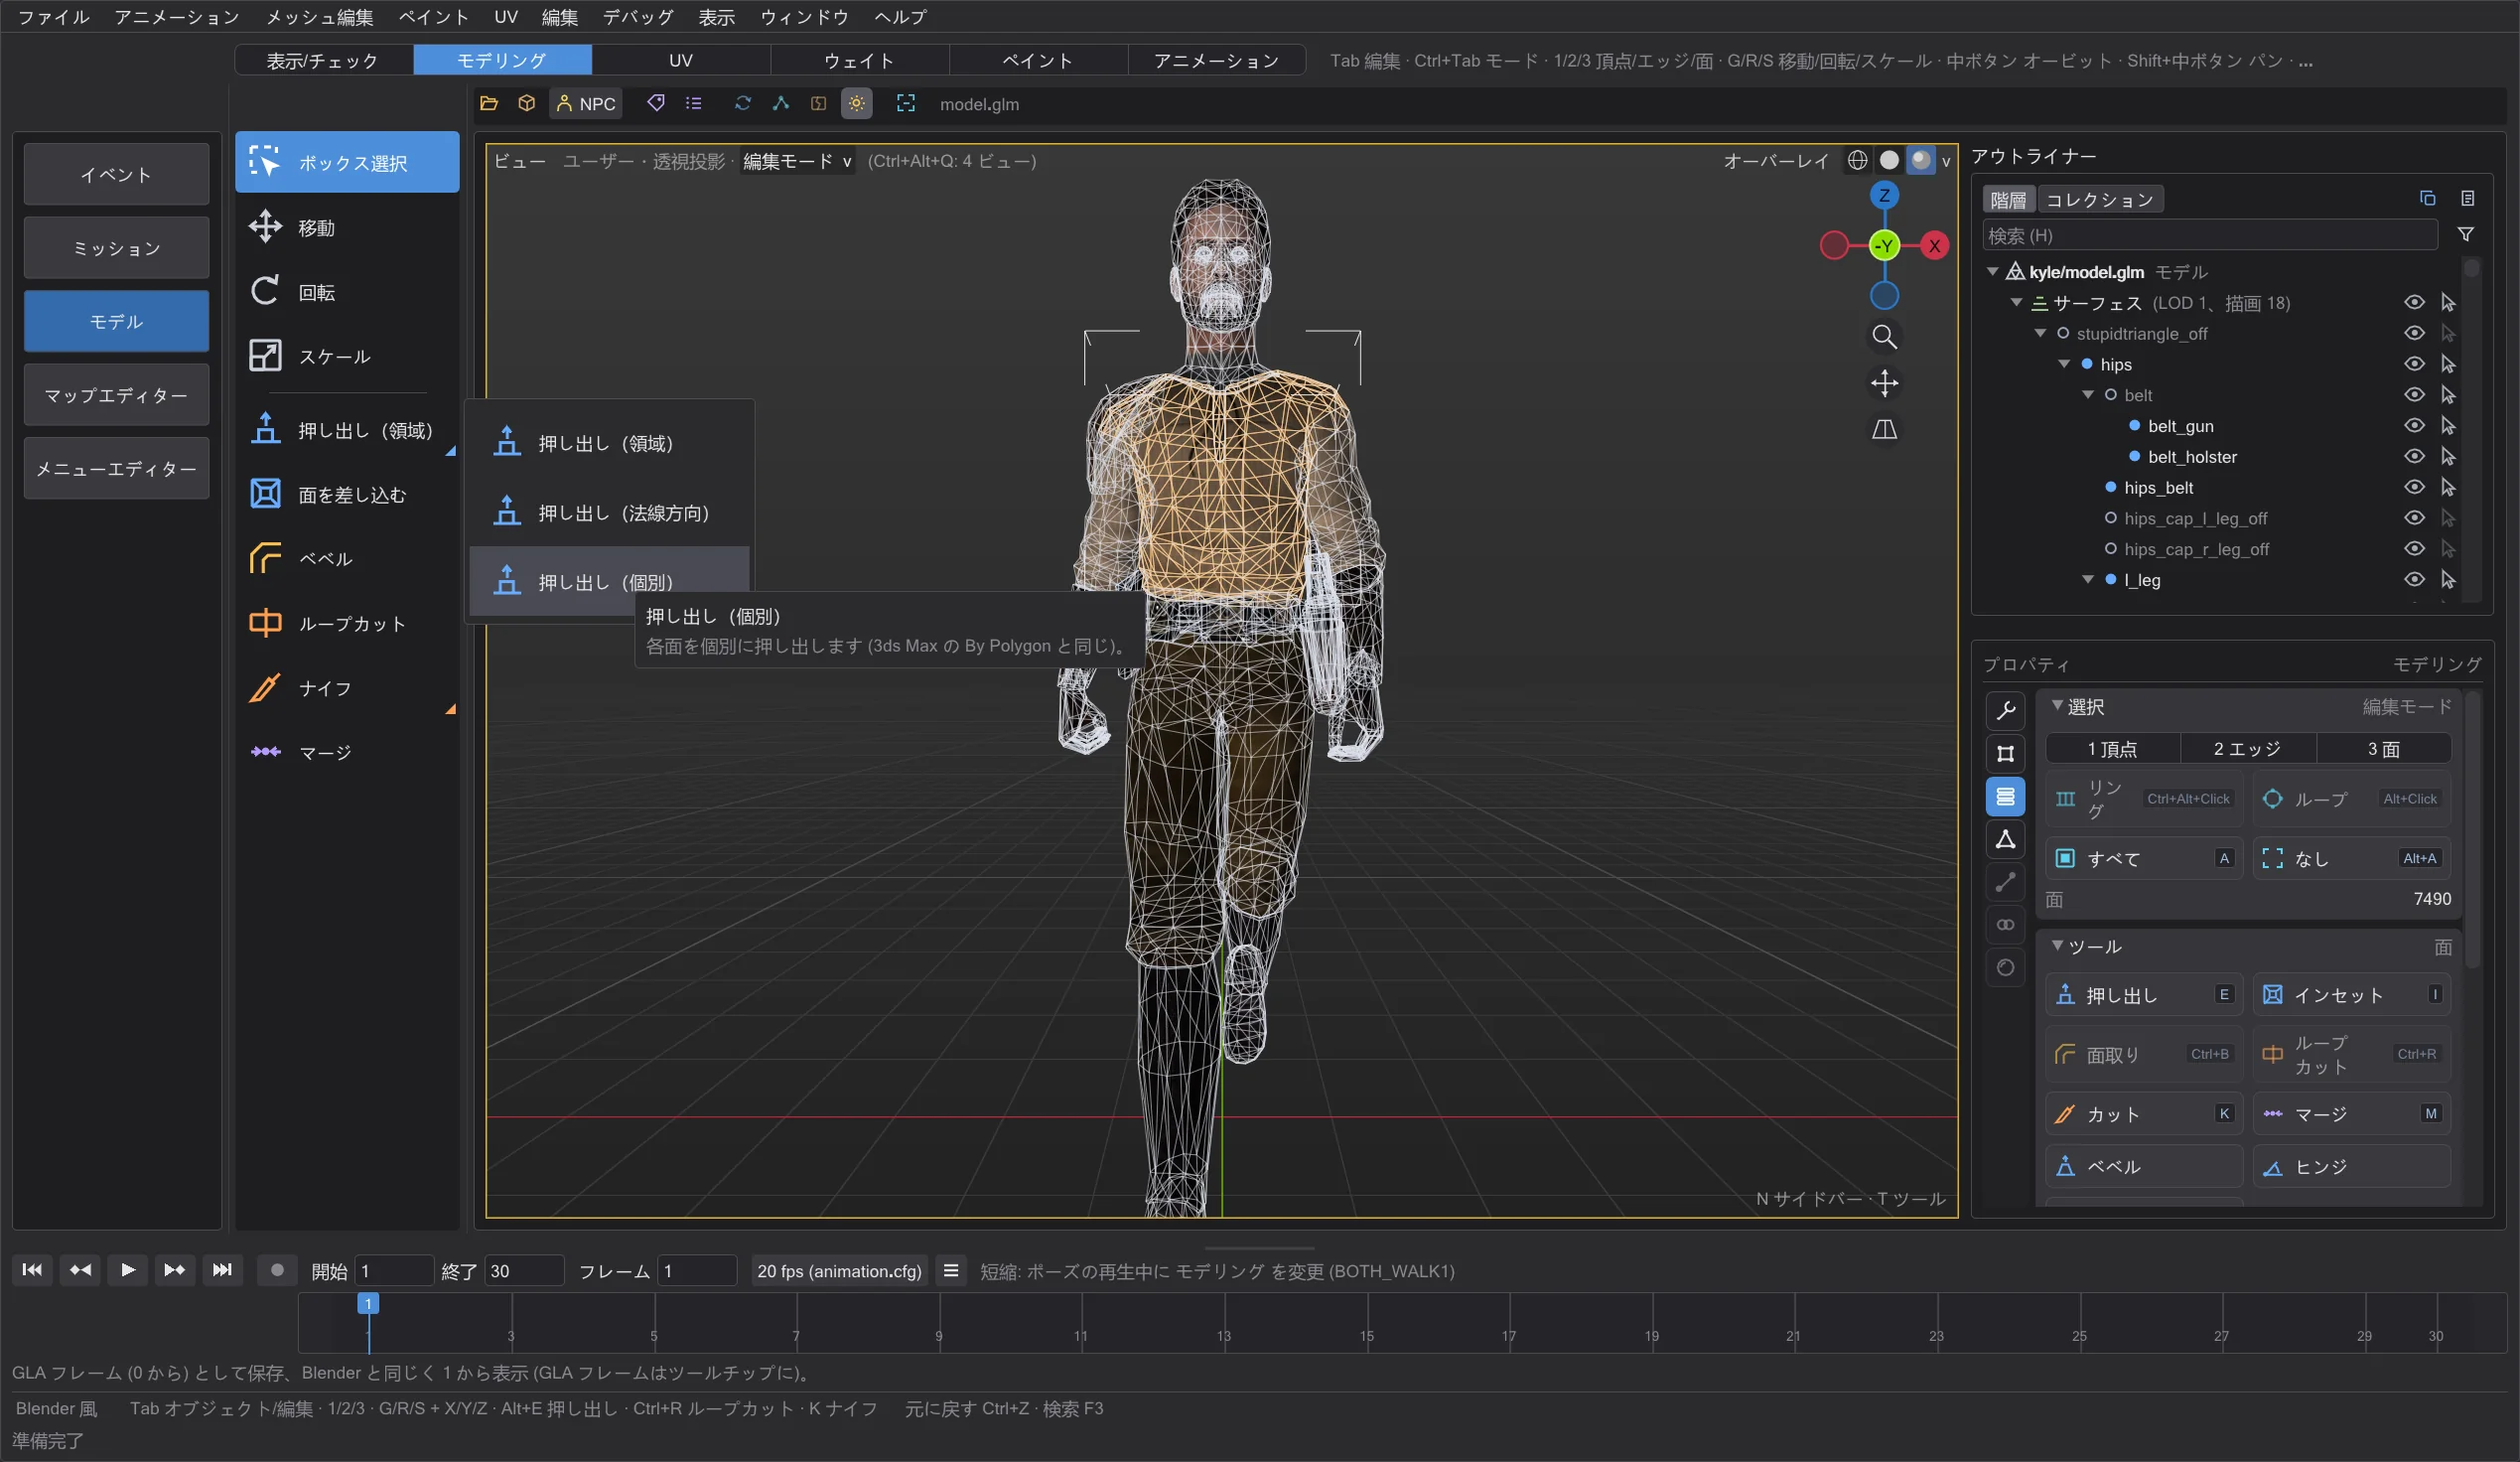 ファイル アニメーション メッシュ編集 ペイント UV 編集 デバッグ 表示 ウィンドウ ヘルプ
表示/チェック モデリング UV ウェイト ペイント アニメーション Tab 編集 · Ctrl+Tab モード · 1/2/3 頂点/エッジ/面 · G/R/S 移動/回転/スケール · 中ボタン オービット · Shift+中ボタン パン · ...
NPC model.glm
イベント
ミッション
モデル
マップエディター
メニューエディター
ボックス選択
移動
回転
スケール
押し出し（領域）
面を差し込む
ベベル
ループカット
ナイフ
マージ
押し出し（領域）
押し出し（法線方向）
押し出し（個別）
押し出し（個別）
各面を個別に押し出します (3ds Max の By Polygon と同じ)。
ビュー ユーザー · 透視投影 · 編集モード v (Ctrl+Alt+Q: 4 ビュー)
オーバーレイ v
Z
-Y X
N サイドバー · T ツール
アウトライナー
階層 コレクション
検索 (H)
kyle/model.glm モデル
サーフェス (LOD 1、描画 18)
stupidtriangle_off
hips
belt
belt_gun
belt_holster
hips_belt
hips_cap_l_leg_off
hips_cap_r_leg_off
l_leg
プロパティ モデリング
選択 編集モード
1 頂点 2 エッジ 3 面
リング Ctrl+Alt+Click ループ Alt+Click
すべて A なし Alt+A
面 7490
ツール 面
押し出し E インセット I
面取り Ctrl+B ループカット Ctrl+R
カット K マージ M
ベベル ヒンジ
開始 1 終了 30 フレーム 1 20 fps (animation.cfg) 短縮: ポーズの再生中に モデリング を変更 (BOTH_WALK1)
1
1 3 5 7 9 11 13 15 17 19 21 23 25 27 29 30
GLA フレーム (0 から) として保存、Blender と同じく 1 から表示 (GLA フレームはツールチップに)。
Blender 風 Tab オブジェクト/編集 · 1/2/3 · G/R/S + X/Y/Z · Alt+E 押し出し · Ctrl+R ループカット · K ナイフ 元に戻す Ctrl+Z · 検索 F3
準備完了